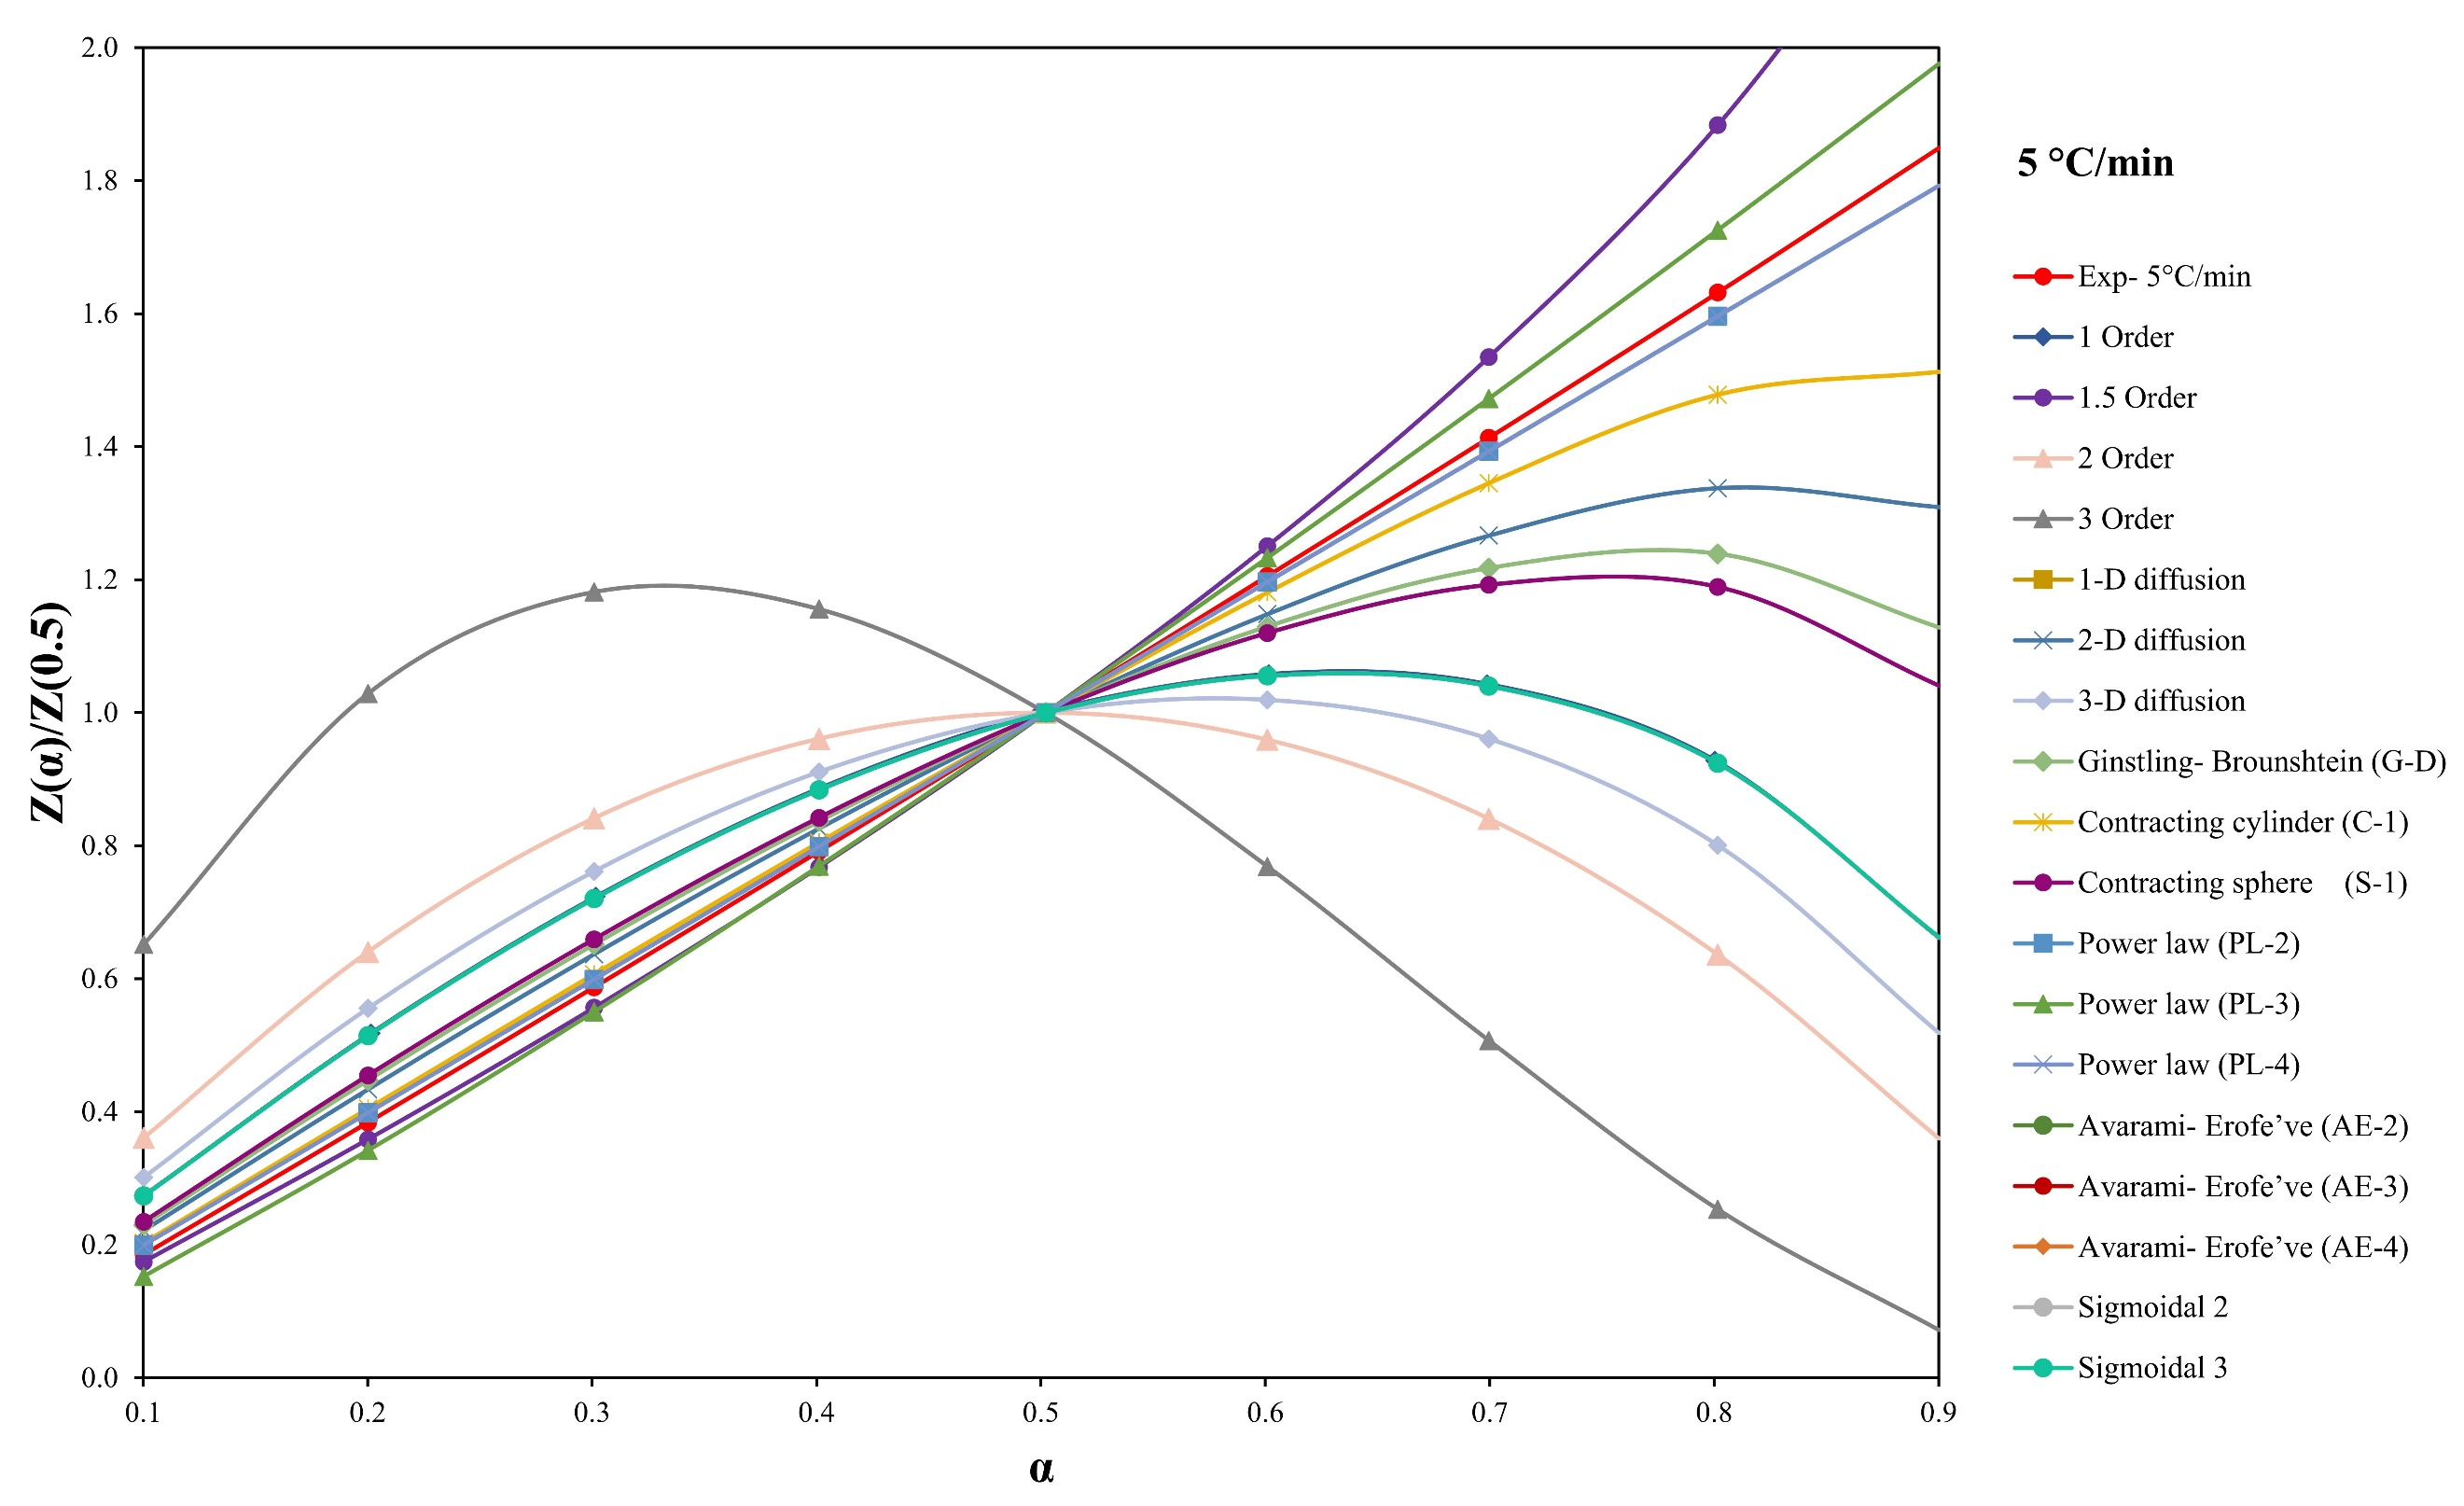 2.0
1.8
1.6
1.4
1.2
1.0
0.8
0.6
0.4
0.2
0.0
Z(α)/Z(0.5)
0.1 0.2 0.3 0.4 0.5 0.6 0.7 0.8 0.9
α
5 °C/min
Exp- 5°C/min
1 Order
1.5 Order
2 Order
3 Order
1-D diffusion
2-D diffusion
3-D diffusion
Ginstling- Brounshtein (G-D)
Contracting cylinder (C-1)
Contracting sphere (S-1)
Power law (PL-2)
Power law (PL-3)
Power law (PL-4)
Avarami- Erofe’ve (AE-2)
Avarami- Erofe’ve (AE-3)
Avarami- Erofe’ve (AE-4)
Sigmoidal 2
Sigmoidal 3